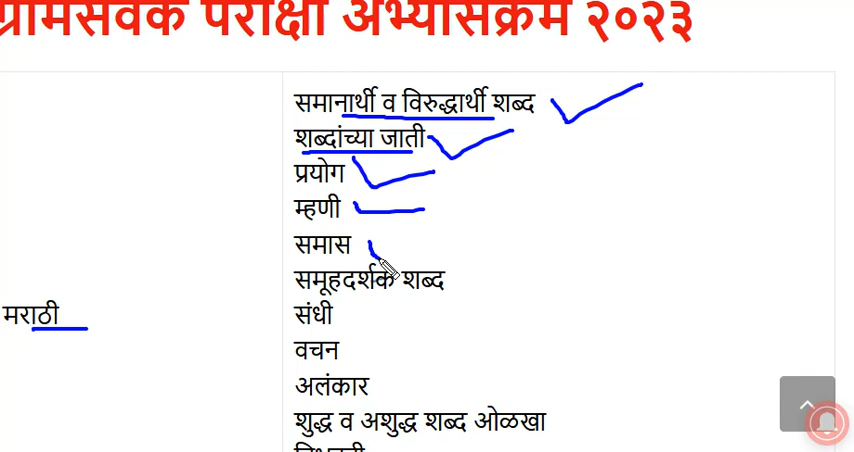 ग्रामसेवक परीक्षा अभ्यासक्रम २०२३
समानार्थी व विरुद्धार्थी शब्द
शब्दांच्या जाती
प्रयोग
म्हणी
समास
समूहदर्शक शब्द
मराठी
संधी
वचन
अलंकार
शुद्ध व अशुद्ध शब्द ओळखा